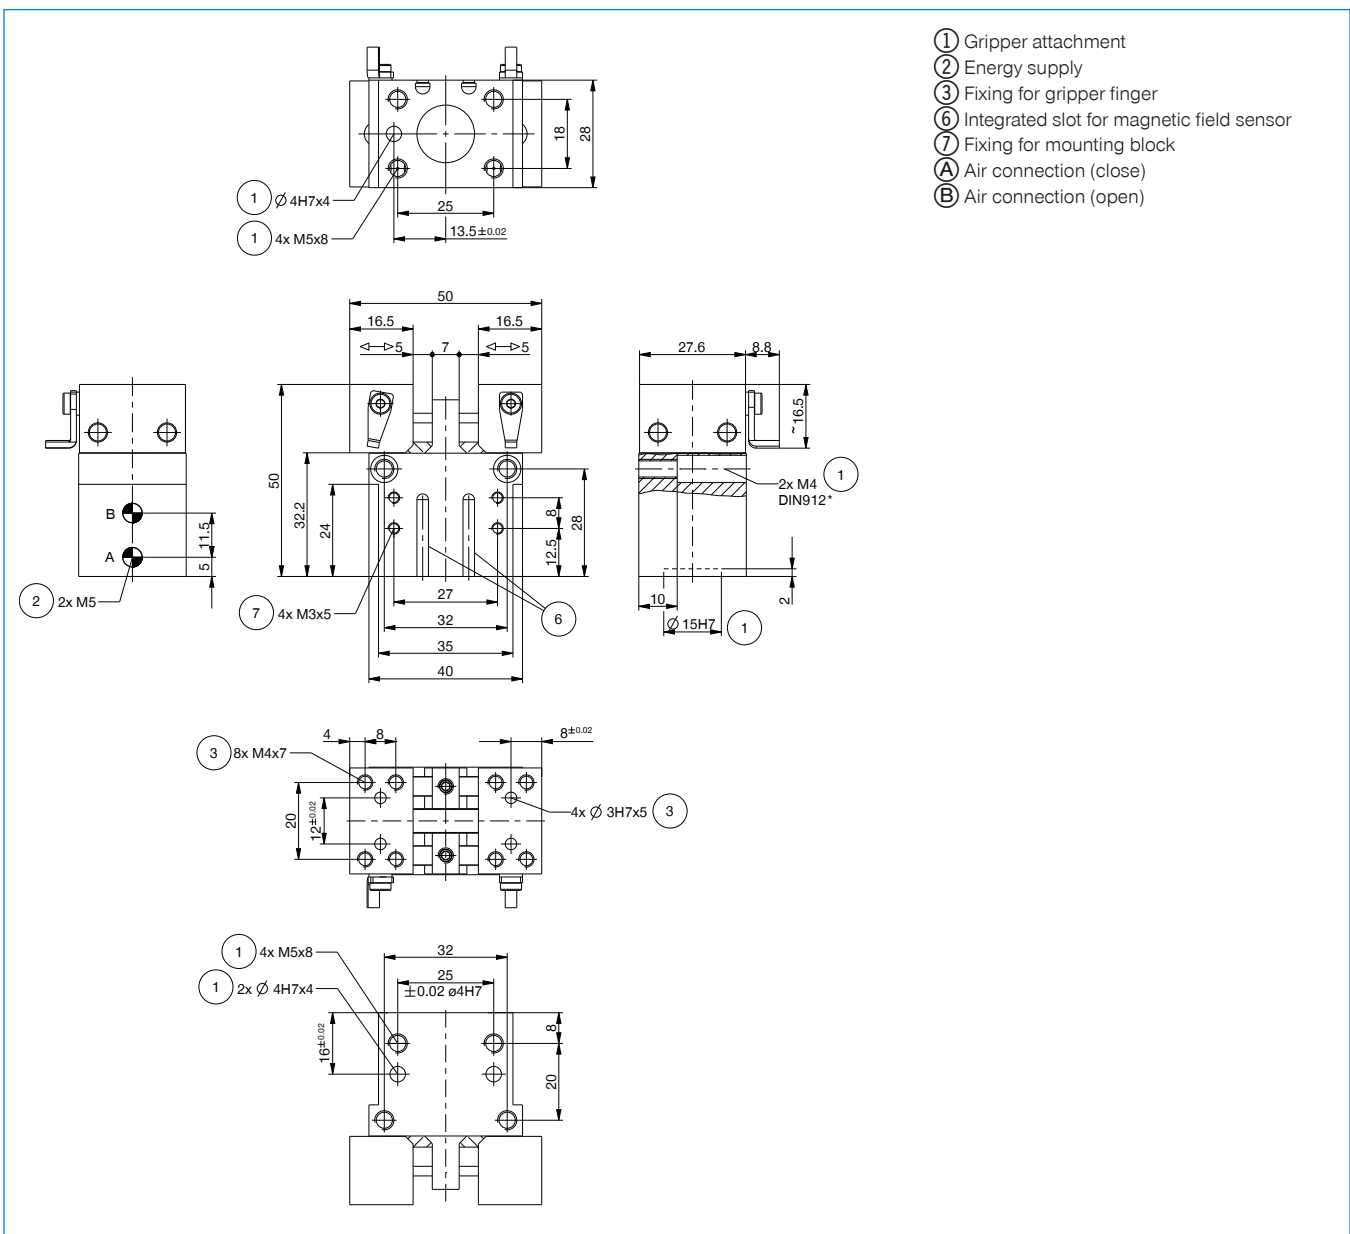 ① Gripper attachment
② Energy supply
③ Fixing for gripper finger
⑥ Integrated slot for magnetic field sensor
⑦ Fixing for mounting block
Ⓐ Air connection (close)
Ⓑ Air connection (open)
18
28
1 Ø 4H7x4
25
1 4x M5x8
13.5±0.02
50
16.5
16.5
5
7
5
50
32.2
24
8
12.5
28
27
32
35
40
7 4x M3x5
6
B
A
11.5
5
2 2x M5
27.6
8.8
~16.5
2x M4 1
DIN912*
10
2
Ø 15H7 1
4
8
8±0.02
3 8x M4x7
20
12±0.02
4x Ø 3H7x5 3
1 4x M5x8
32
25
±0.02 ø4H7
1 2x Ø 4H7x4
16±0.02
8
20